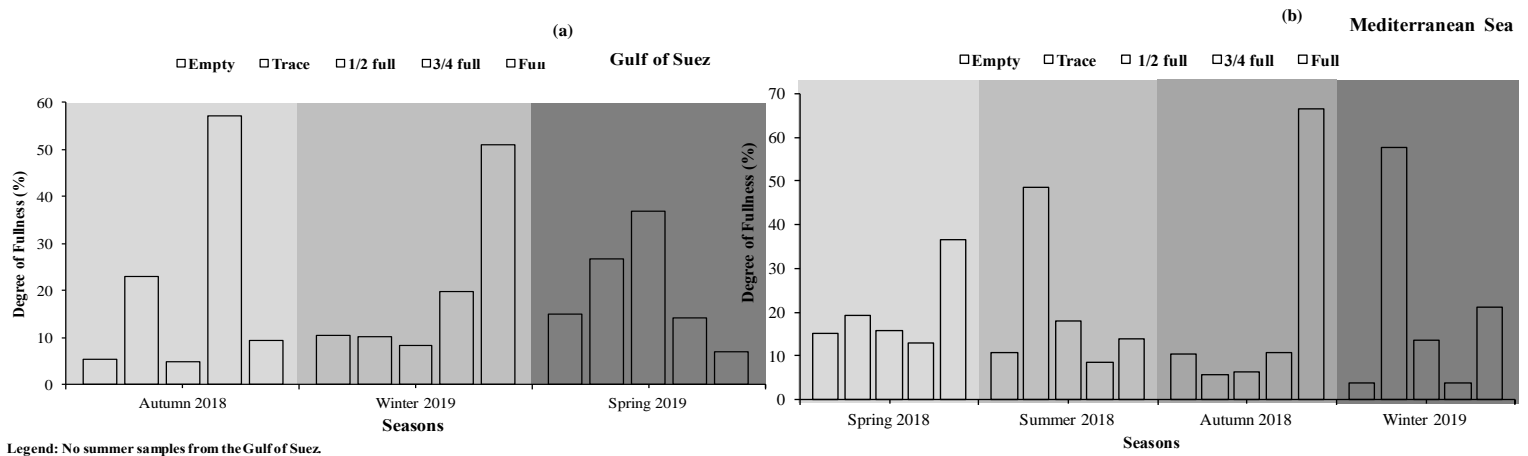 (a)
Gulf of Suez
Empty Trace 1/2 full 3/4 full Full
Degree of Fullness (%)
60
50
40
30
20
10
0
Autumn 2018 Winter 2019 Spring 2019
Seasons
Legend: No summer samples from the Gulf of Suez.
(b)
Mediterranean Sea
Empty Trace 1/2 full 3/4 full Full
Degree of Fullness (%)
70
60
50
40
30
20
10
0
Spring 2018 Summer 2018 Autumn 2018 Winter 2019
Seasons